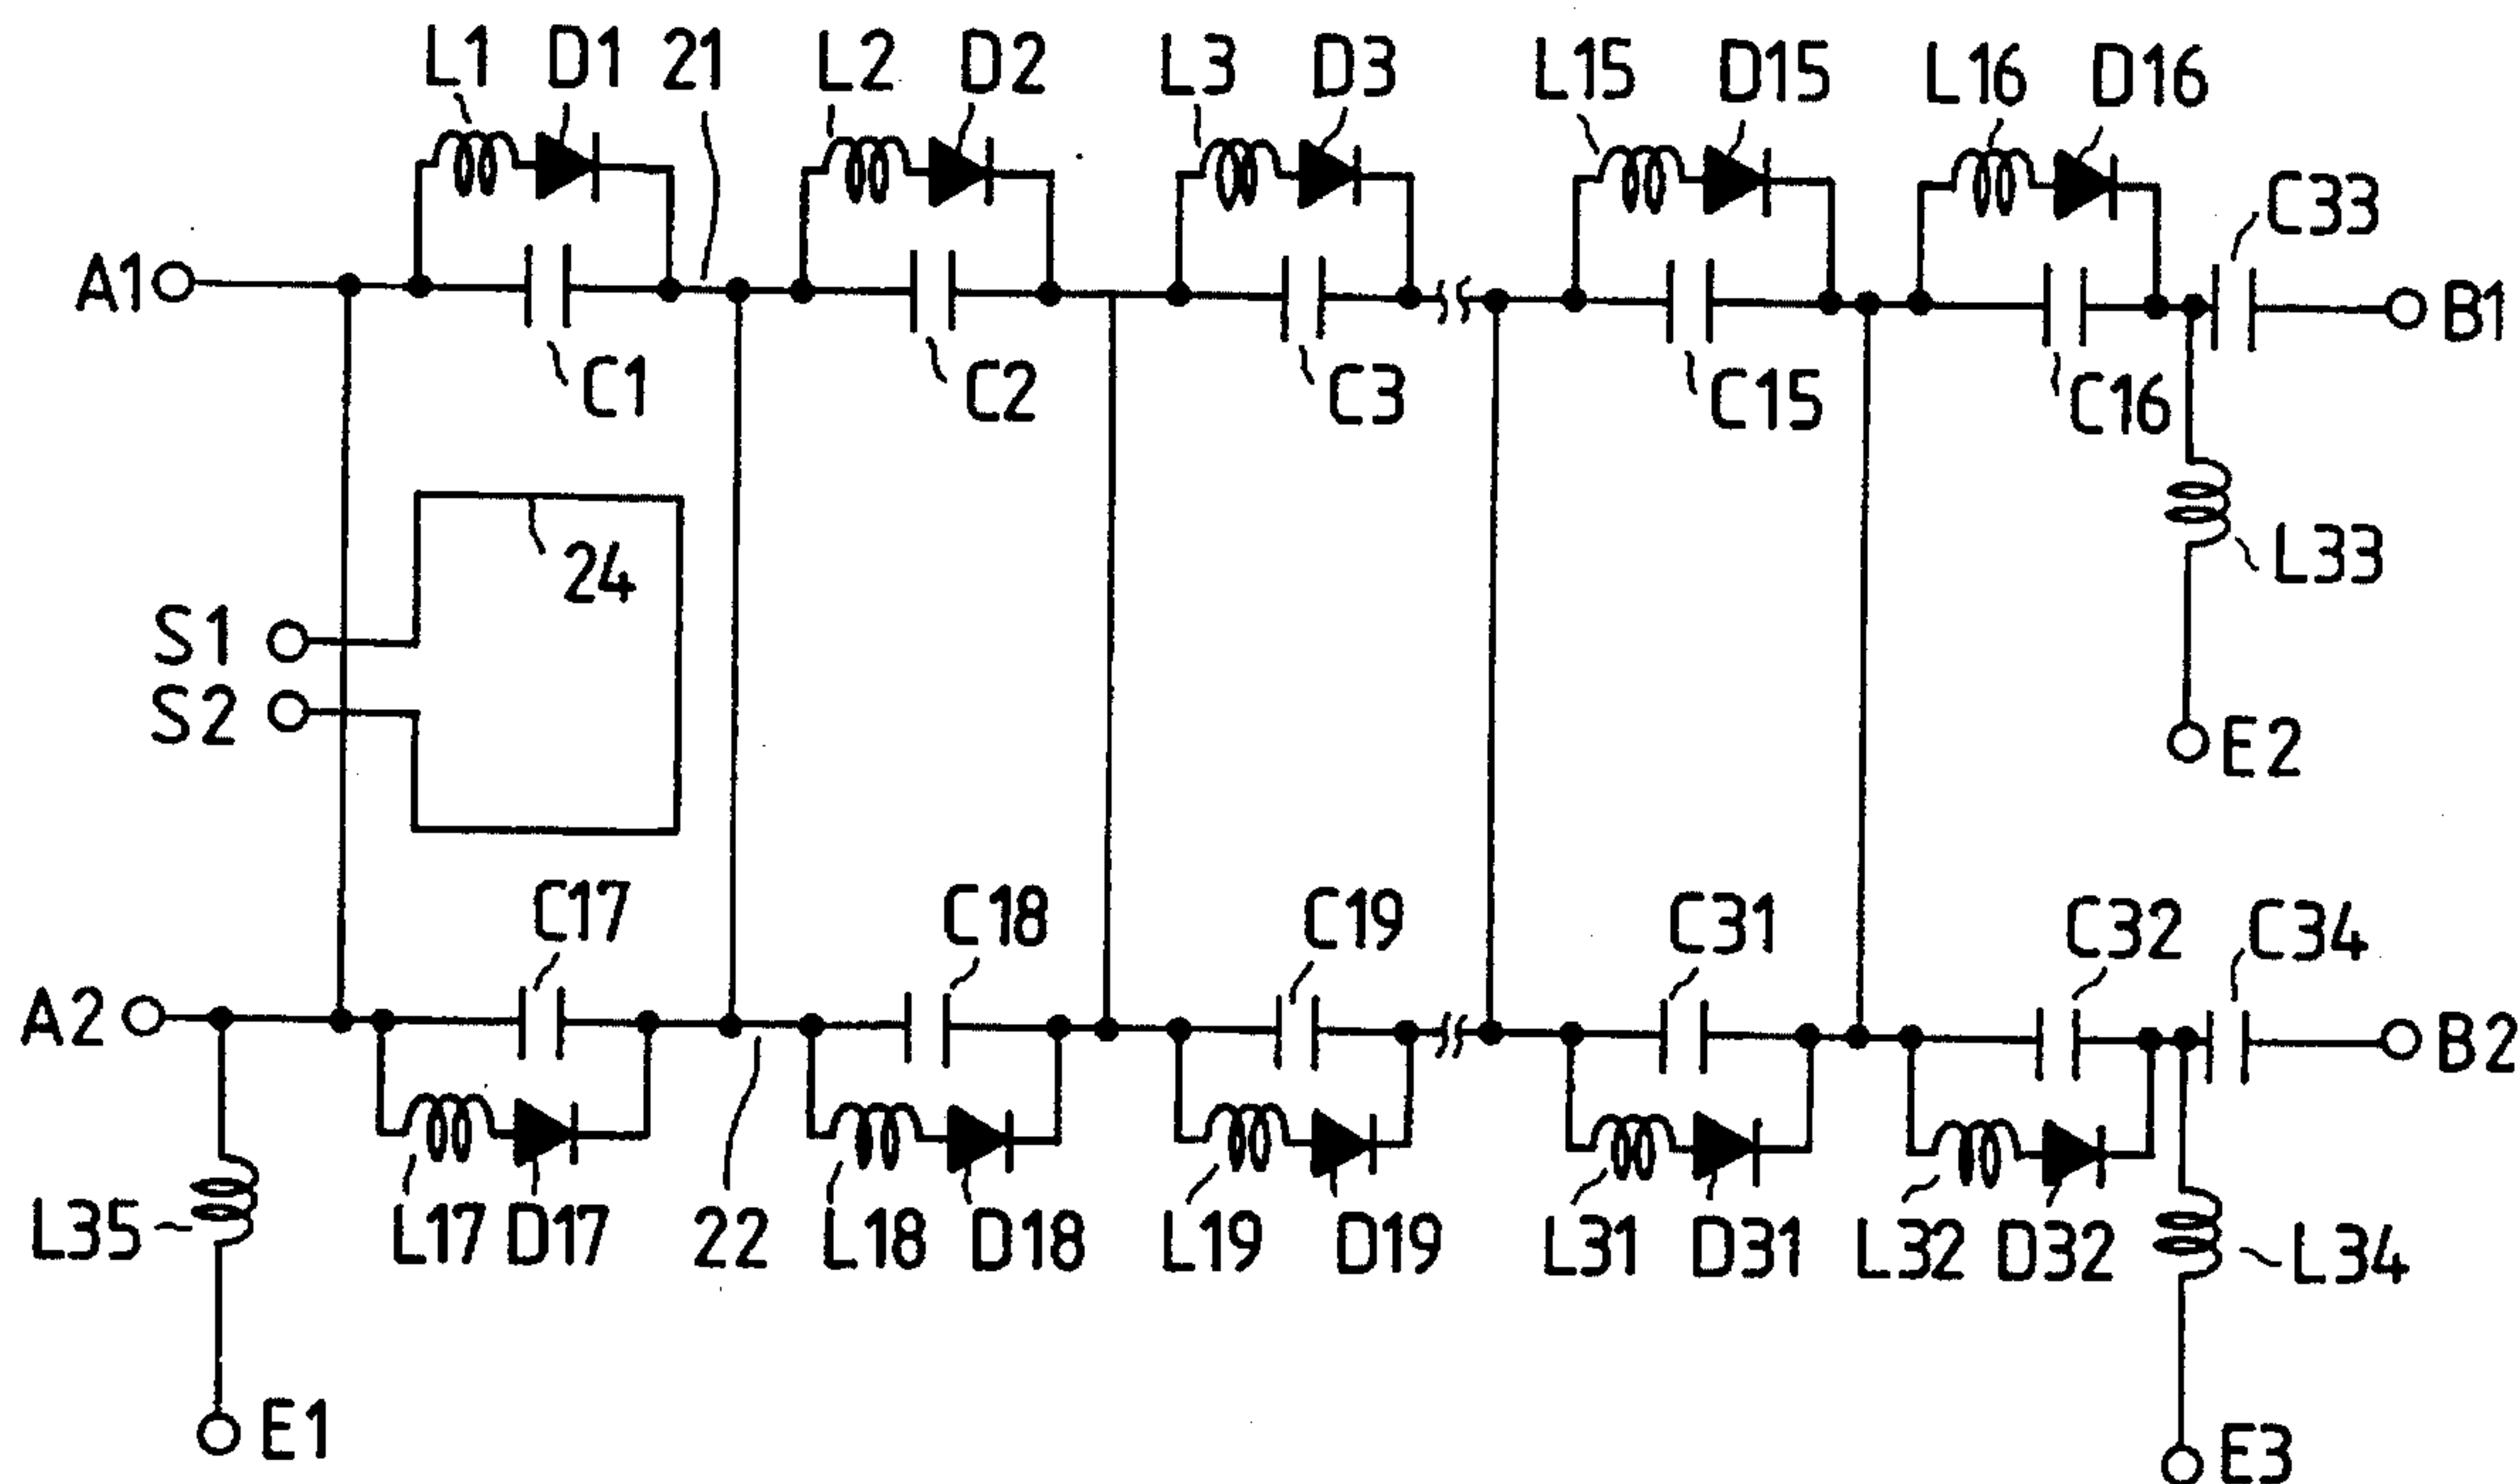 L1 D1 21 L2 D2 L3 D3 L15 D15 L16 D16
C33
A1 B1
C1 C2 C3 C15 C16
24
L33
S1
S2
E2
C17 C18 C19 C31 C32 C34
A2 B2
L35 L17 D17 22 L18 D18 L19 D19 L31 D31 L32 D32 L34
E1 E3